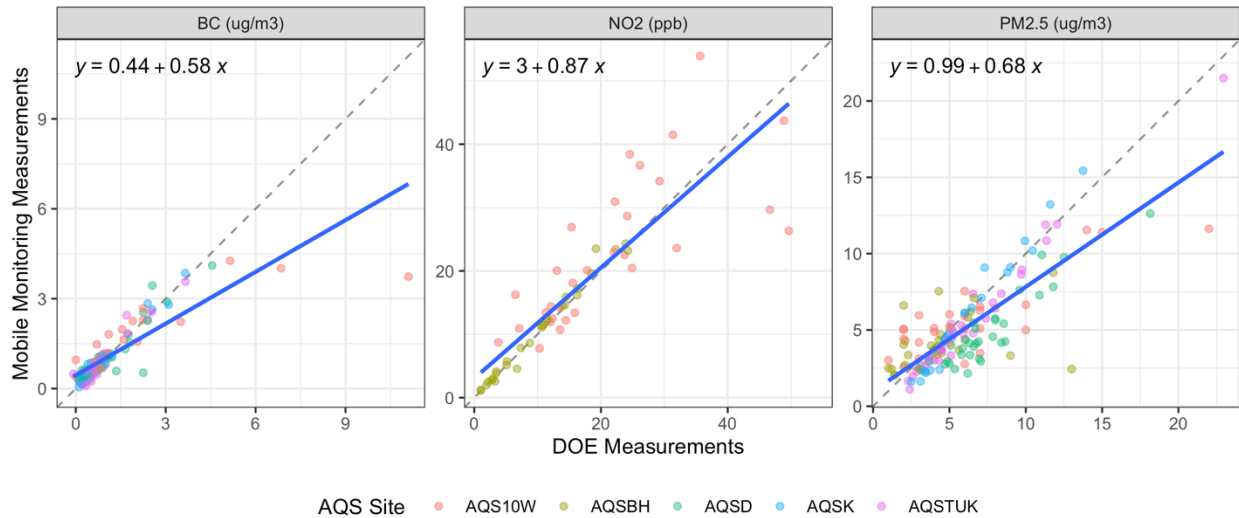 BC (ug/m3)
NO2 (ppb)
PM2.5 (ug/m3)
y = 0.44 + 0.58 x
y = 3 + 0.87 x
y = 0.99 + 0.68 x
Mobile Monitoring Measurements
9
6
3
0
40
20
0
20
15
10
5
0
0 3 6 9
0 20 40
0 5 10 15 20
DOE Measurements
AQS Site AQS10W AQSBH AQSD AQSK AQSTUK